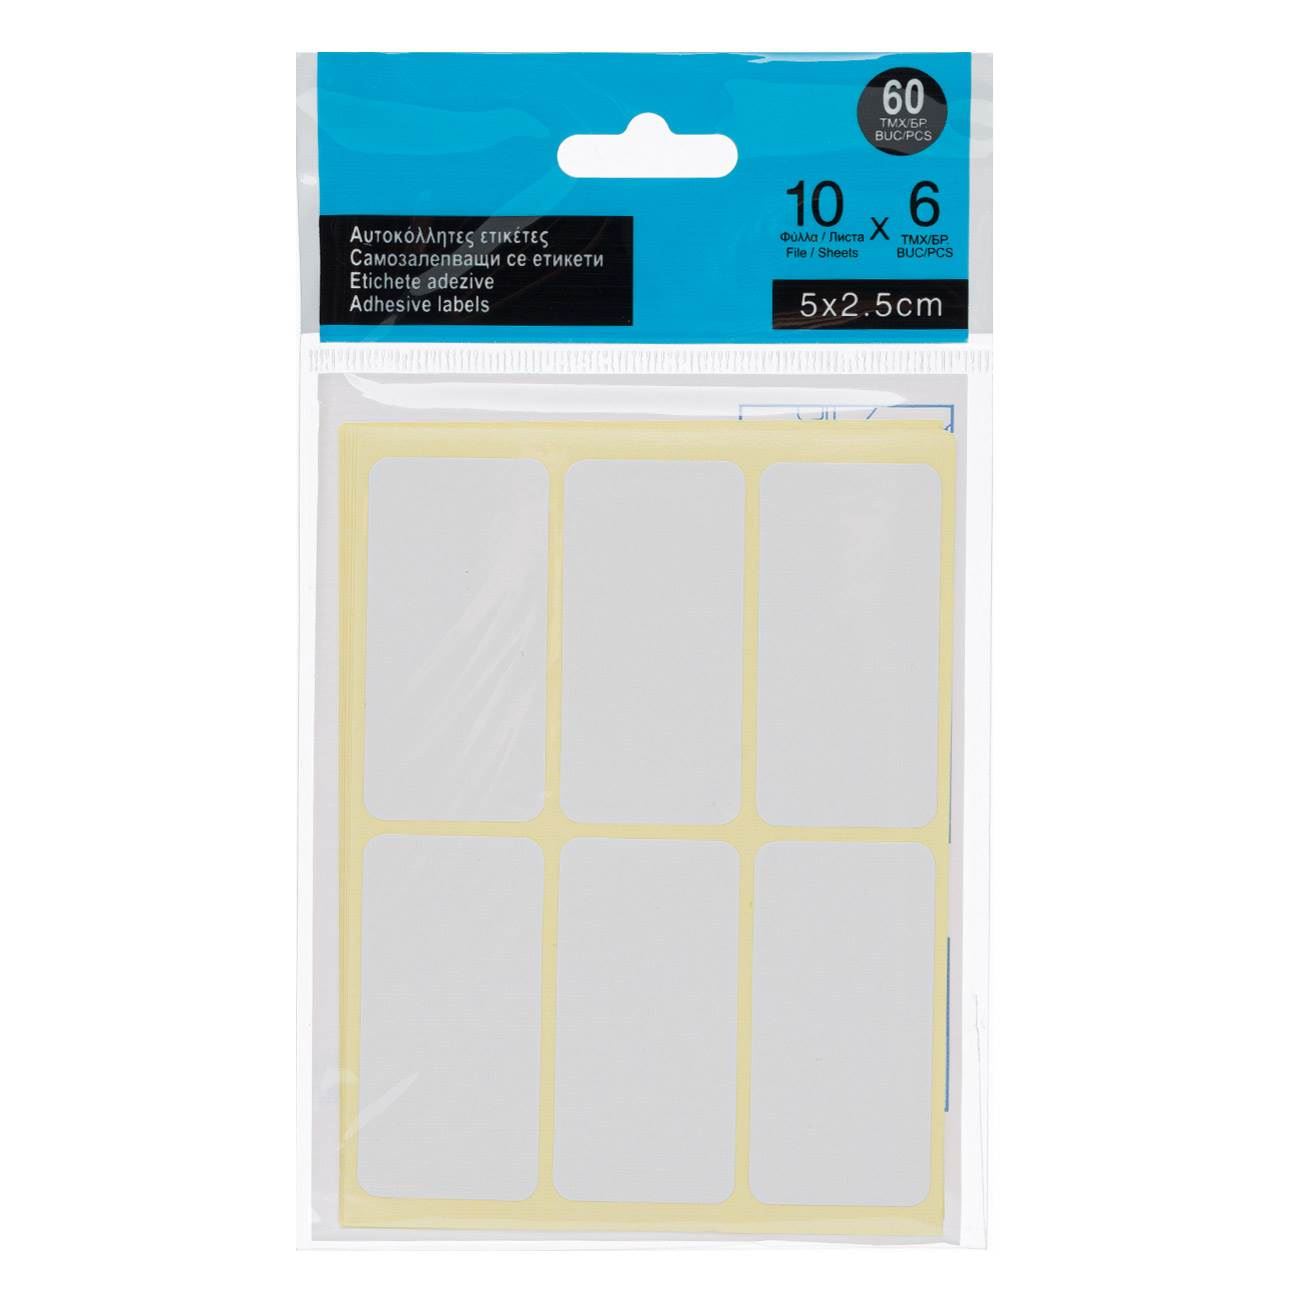 60
ΤΜΧ/БР.
BUC/PCS
10 x 6
Φύλλα / Листа
File / Sheets
ΤΜΧ/БР.
BUC/PCS
5x2.5cm
Αυτοκόλλητες ετικέτες
Самозалепващи се етикети
Etichete adezive
Adhesive labels